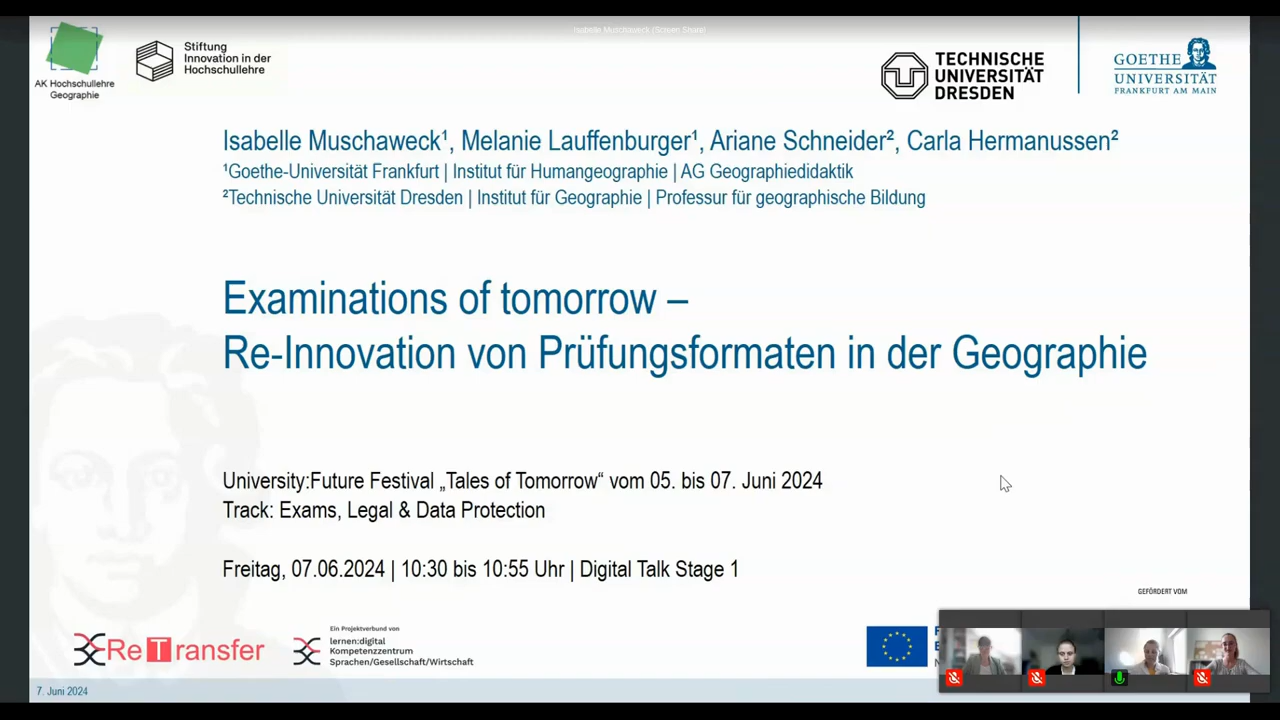 Isabelle Muschaweck (Screen Share)
AK Hochschullehre
Geographie
Stiftung
Innovation in der
Hochschullehre
TECHNISCHE
UNIVERSITÄT
DRESDEN
GOETHE
UNIVERSITÄT
FRANKFURT AM MAIN
Isabelle Muschaweck¹, Melanie Lauffenburger¹, Ariane Schneider², Carla Hermanussen²
¹Goethe-Universität Frankfurt | Institut für Humangeographie | AG Geographiedidaktik
²Technische Universität Dresden | Institut für Geographie | Professur für geographische Bildung
Examinations of tomorrow –
Re-Innovation von Prüfungsformaten in der Geographie
University:Future Festival „Tales of Tomorrow“ vom 05. bis 07. Juni 2024
Track: Exams, Legal & Data Protection
Freitag, 07.06.2024 | 10:30 bis 10:55 Uhr | Digital Talk Stage 1
GEFÖRDERT VOM
ReTransfer
Ein Projektverbund von
lernen:digital
Kompetenzzentrum
Sprachen/Gesellschaft/Wirtschaft
7. Juni 2024